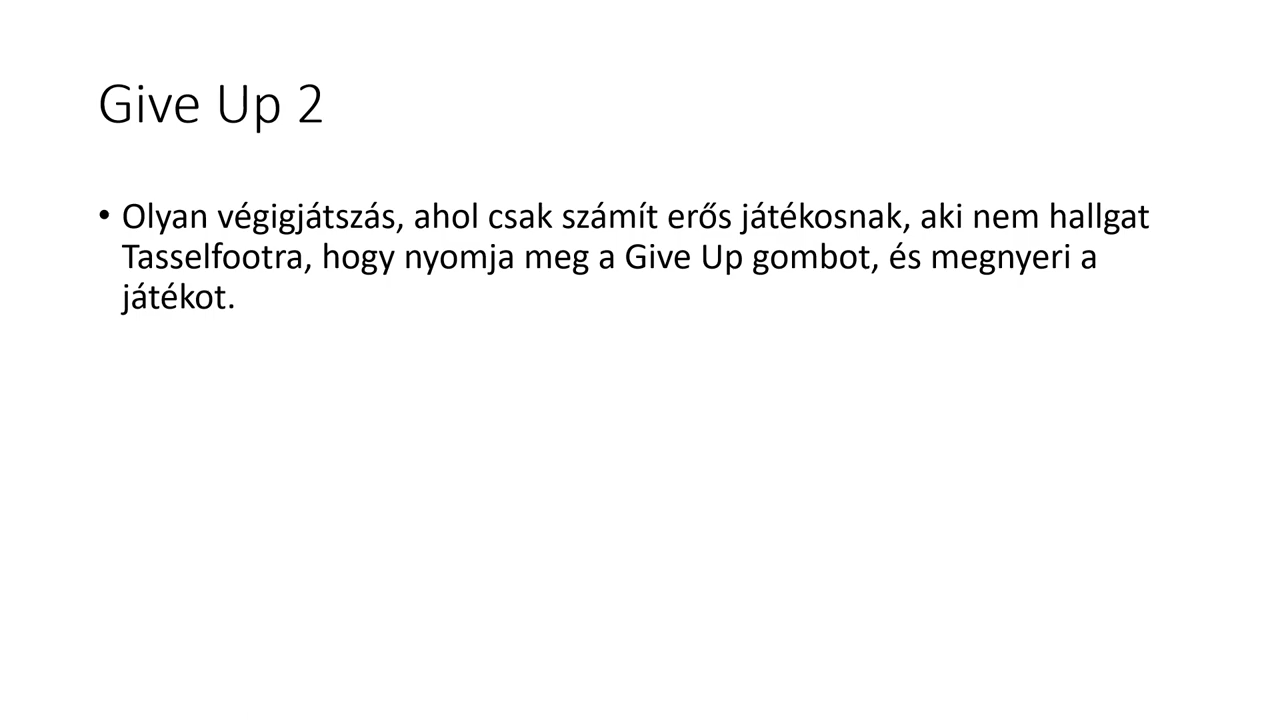 Give Up 2
• Olyan végigjátszás, ahol csak számít erős játékosnak, aki nem hallgat
Tasselfootra, hogy nyomja meg a Give Up gombot, és megnyeri a
játékot.